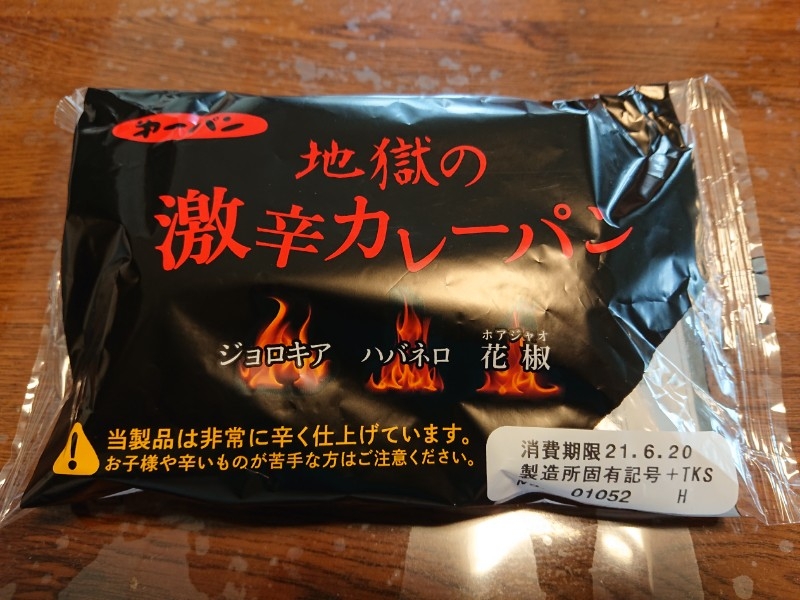 第一パン
地獄の
激辛カレーパン
ジョロキア ハバネロ 花椒
ホアジャオ
当製品は非常に辛く仕上げています。
お子様や辛いものが苦手な方はご注意ください。
消費期限21.6.20
製造所固有記号+TKS
01052 H